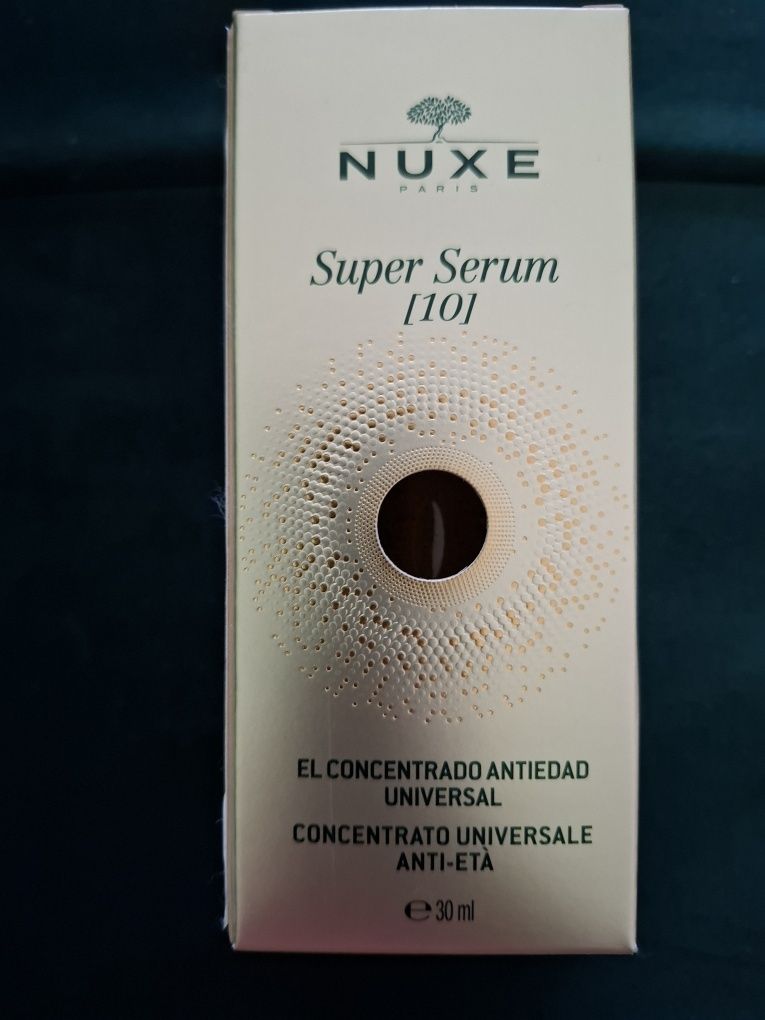 NUXE
PARIS
Super Serum
[10]
EL CONCENTRADO ANTIEDAD
UNIVERSAL
CONCENTRATO UNIVERSALE
ANTI-ETÀ
℮ 30 ml